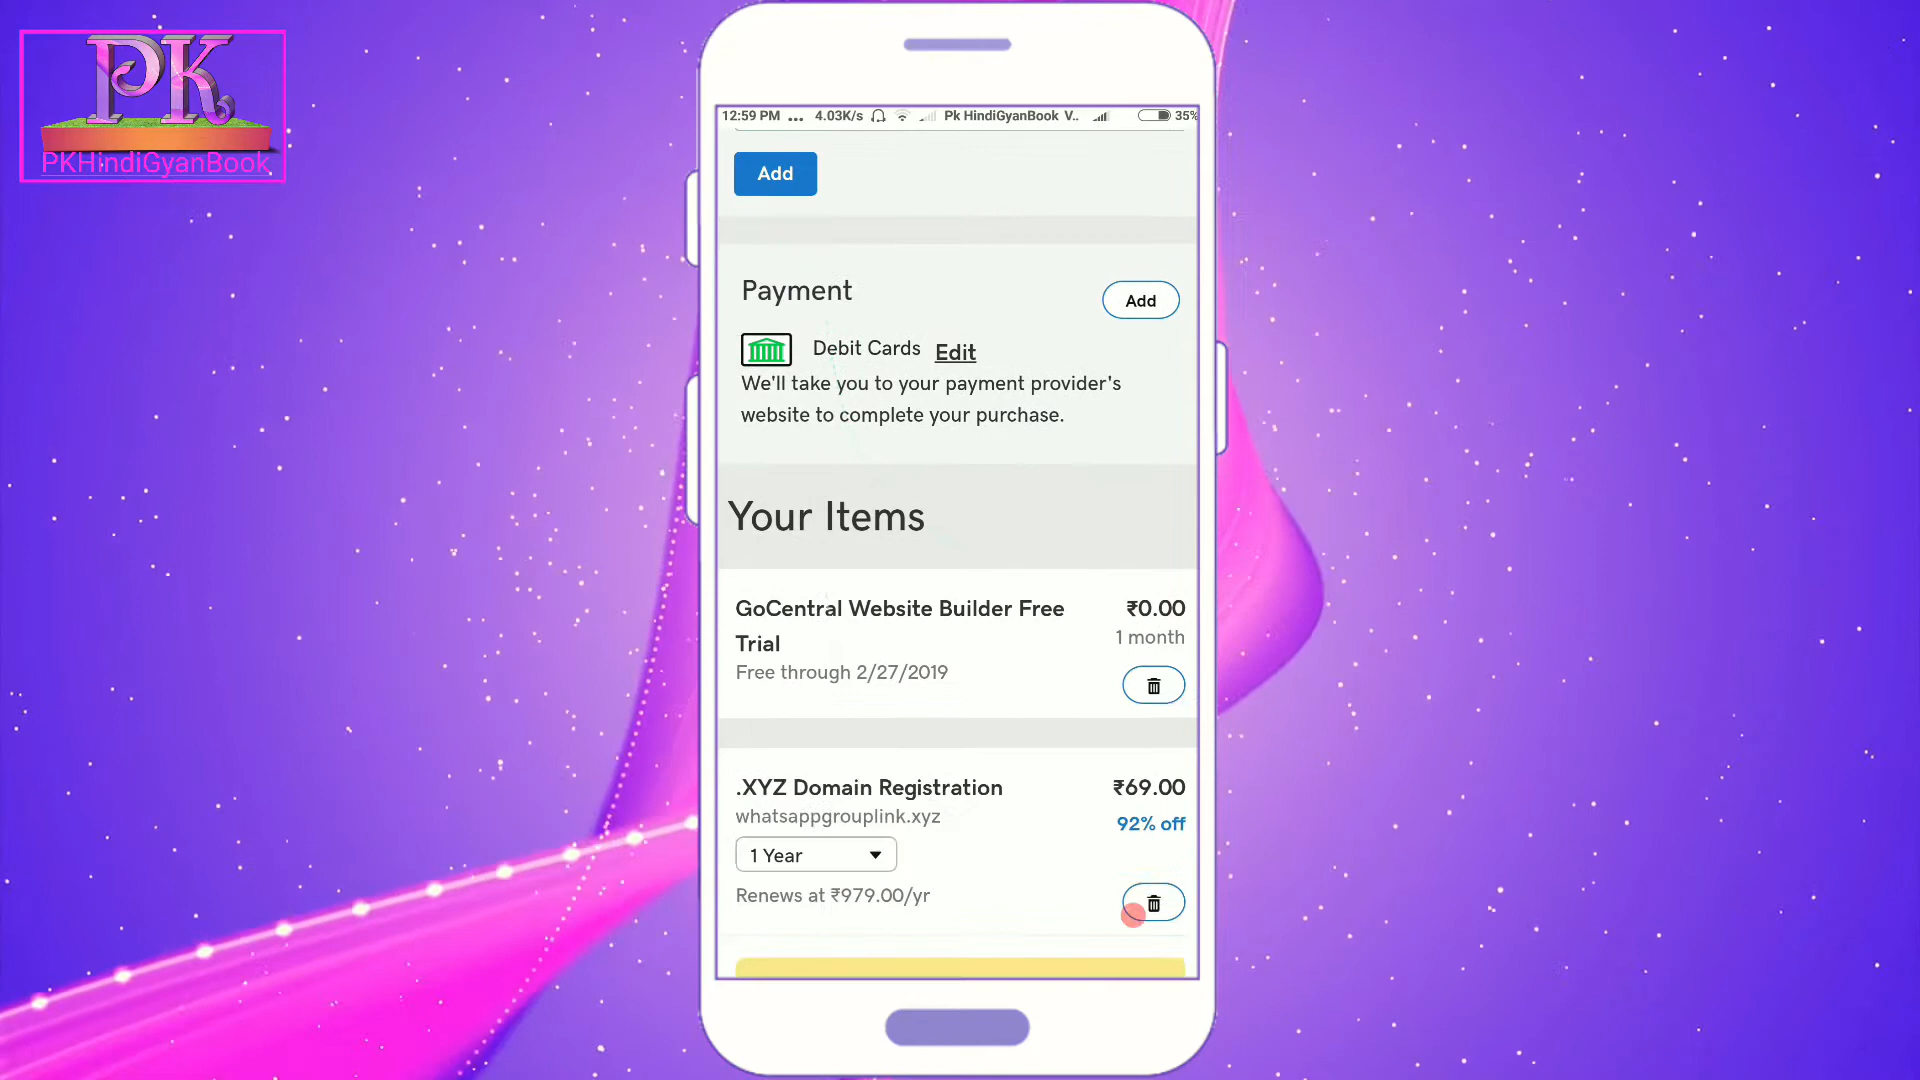 PK
PKHindiGyanBook
12:59 PM ... 4.03K/s Pk HindiGyanBook V.. 35%
Add
Payment
Add
Debit Cards Edit
We'll take you to your payment provider's
website to complete your purchase.
Your Items
GoCentral Website Builder Free
Trial
₹0.00
1 month
Free through 2/27/2019
.XYZ Domain Registration
₹69.00
whatsappgrouplink.xyz
92% off
1 Year
Renews at ₹979.00/yr